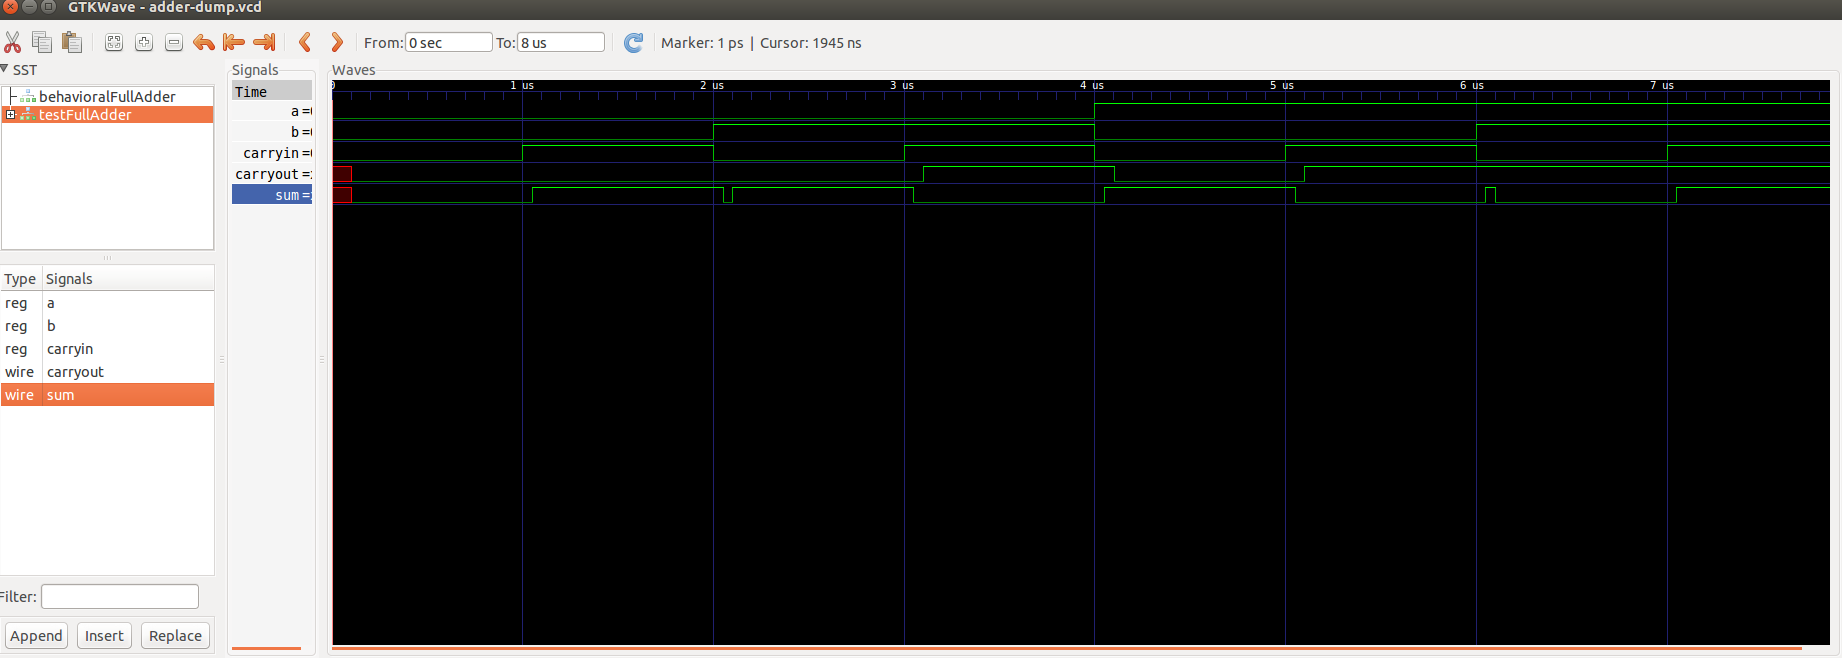 GTKWave - adder-dump.vcd
From: 0 sec To: 8 us Marker: 1 ps | Cursor: 1945 ns
SST
behavioralFullAdder
testFullAdder
Type Signals
reg a
reg b
reg carryin
wire carryout
wire sum
Filter:
Append Insert Replace
Signals
Time
a =
b =
carryin =
carryout =
sum =
Waves
0 1 us 2 us 3 us 4 us 5 us 6 us 7 us